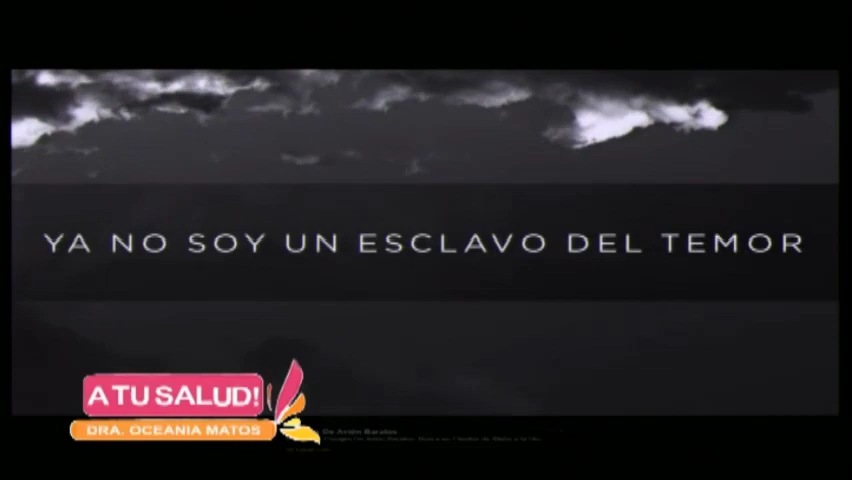 YA NO SOY UN ESCLAVO DEL TEMOR
A TU SALUD!
DRA. OCEANIA MATOS